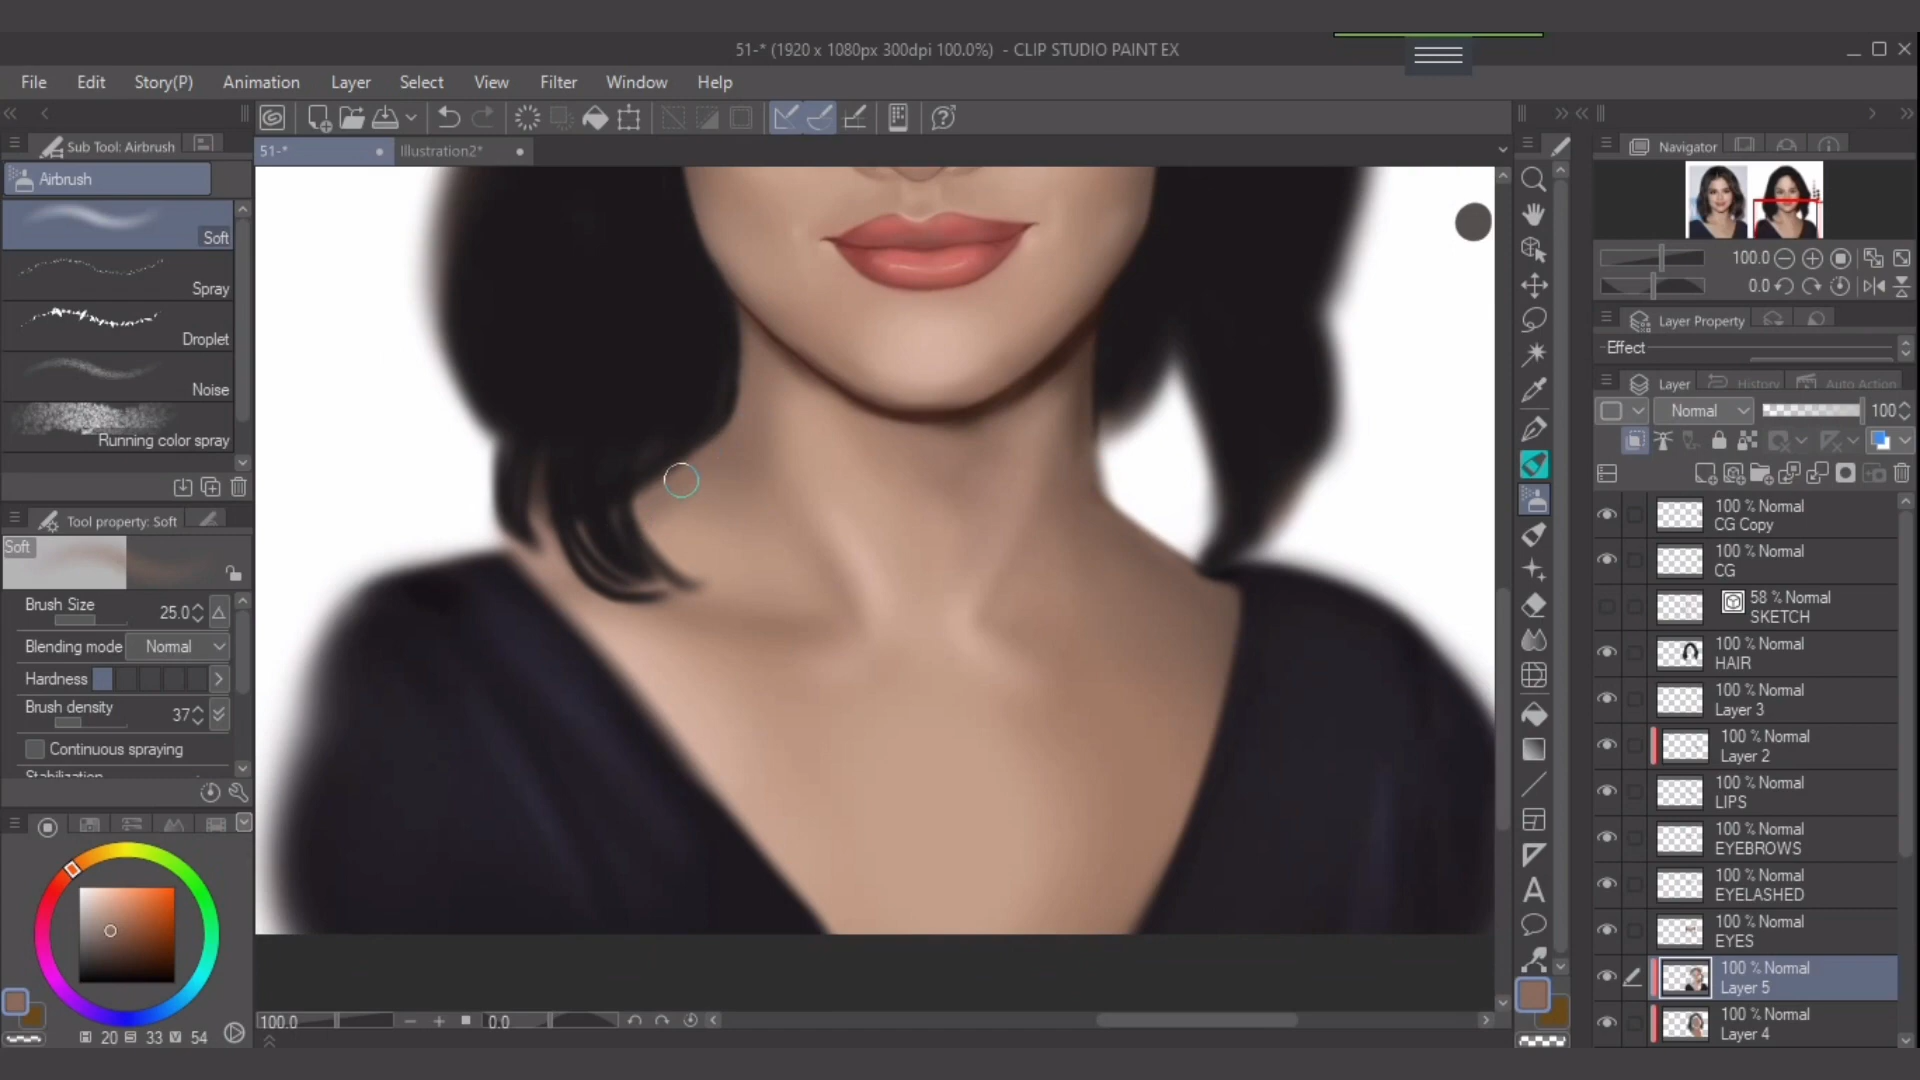 51-* (1920 x 1080px 300dpi 100.0%)  - CLIP STUDIO PAINT EX
File Edit Story(P) Animation Layer Select View Filter Window Help
Sub Tool: Airbrush
51-*
Illustration2*
Airbrush
Soft
Spray
Droplet
Noise
Running color spray
Tool property: Soft
Soft
Brush Size 25.0
Blending mode Normal
Hardness
Brush density 37
Continuous spraying
Stabilization
H 20 S 33 V 54
100.0
0.0
Navigator
100.0
0.0
Layer Property
Effect
Layer History Auto Action
Normal 100
100 % Normal
CG Copy
100 % Normal
CG
58 % Normal
SKETCH
100 % Normal
HAIR
100 % Normal
Layer 3
100 % Normal
Layer 2
100 % Normal
LIPS
100 % Normal
EYEBROWS
100 % Normal
EYELASHED
100 % Normal
EYES
100 % Normal
Layer 5
100 % Normal
Layer 4